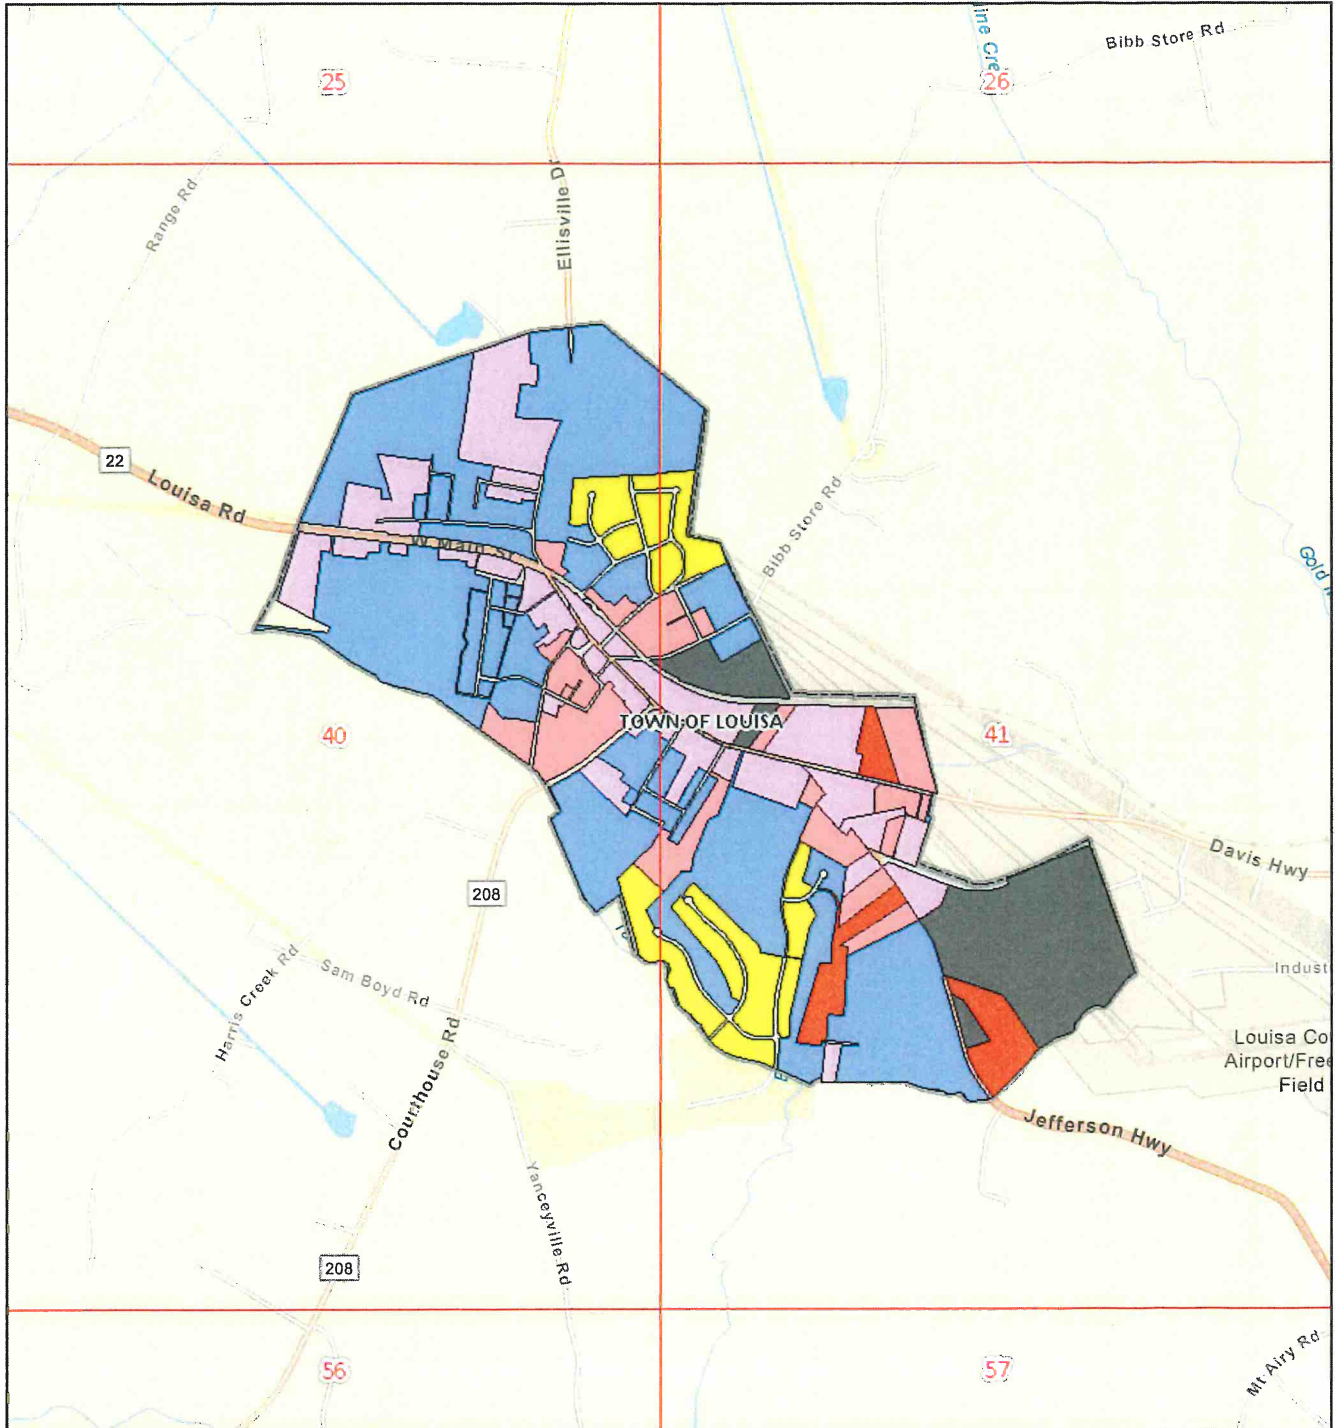 Bibb Store Rd
25
26
Range Rd
Ellisville Dr
22
Louisa Rd
W Main St
Bibb Store Rd
Gold
TOWN OF LOUISA
40
41
Davis Hwy
208
Harris Creek Rd
Sam Boyd Rd
Indust
Courthouse Rd
Louisa Co
Airport/Free
Field
Jefferson Hwy
Yanceyville Rd
208
56
57
Mt Airy Rd